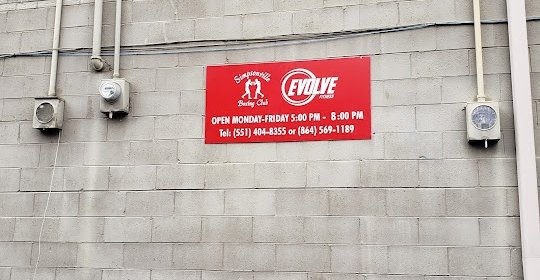 Simpsonville
Boxing Club
EVOLVE
FITNESS
OPEN MONDAY-FRIDAY 5:00 PM - 8:00 PM
Tel: (551) 404-8355 or (864) 569-1189